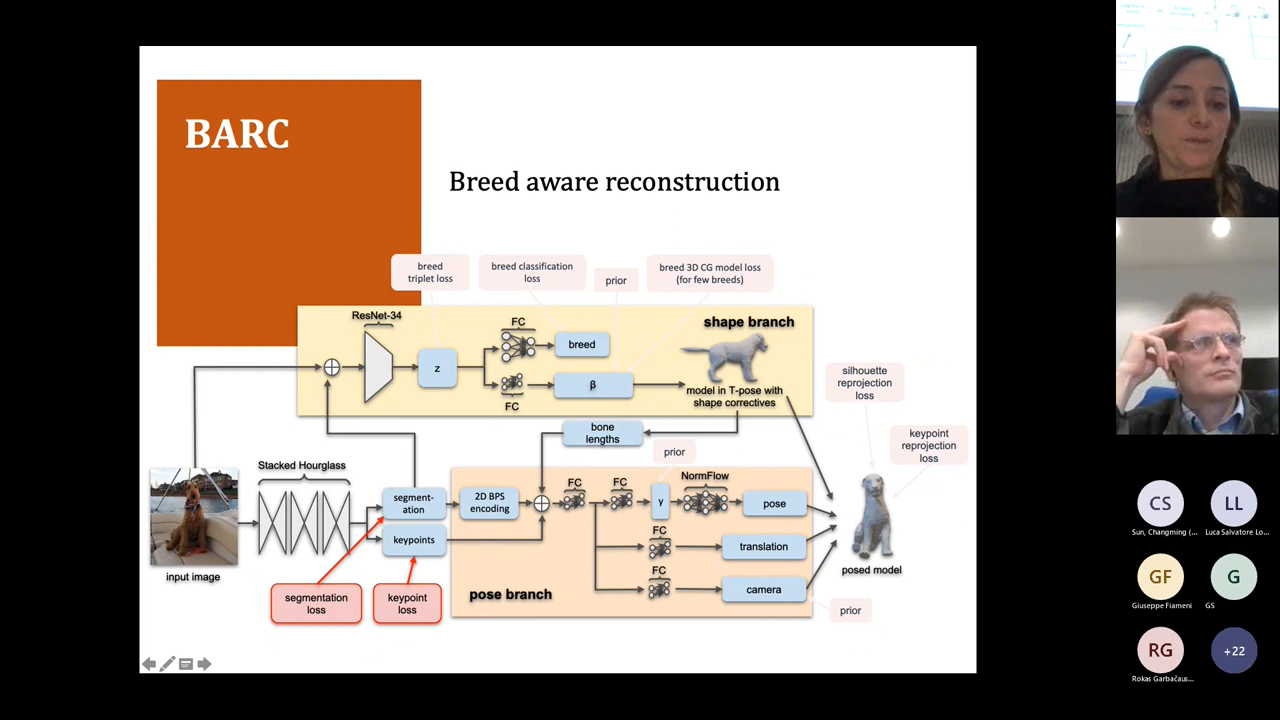 BARC
Breed aware reconstruction
breed
triplet loss
breed classification
loss
prior
breed 3D CG model loss
(for few breeds)
ResNet-34
FC
shape branch
z
breed
β
FC
model in T-pose with
shape correctives
silhouette
reprojection
loss
bone
lengths
keypoint
reprojection
loss
prior
Stacked Hourglass
segment-
ation
2D BPS
encoding
FC
FC
y
NormFlow
pose
keypoints
FC
translation
input image
posed model
FC
camera
segmentation
loss
keypoint
loss
pose branch
prior
CS
LL
Sun, Changming (...
Luca Salvatore Lo...
GF
G
Giuseppe Fiameni
GS
RG
+22
Rokas Garbačaus...